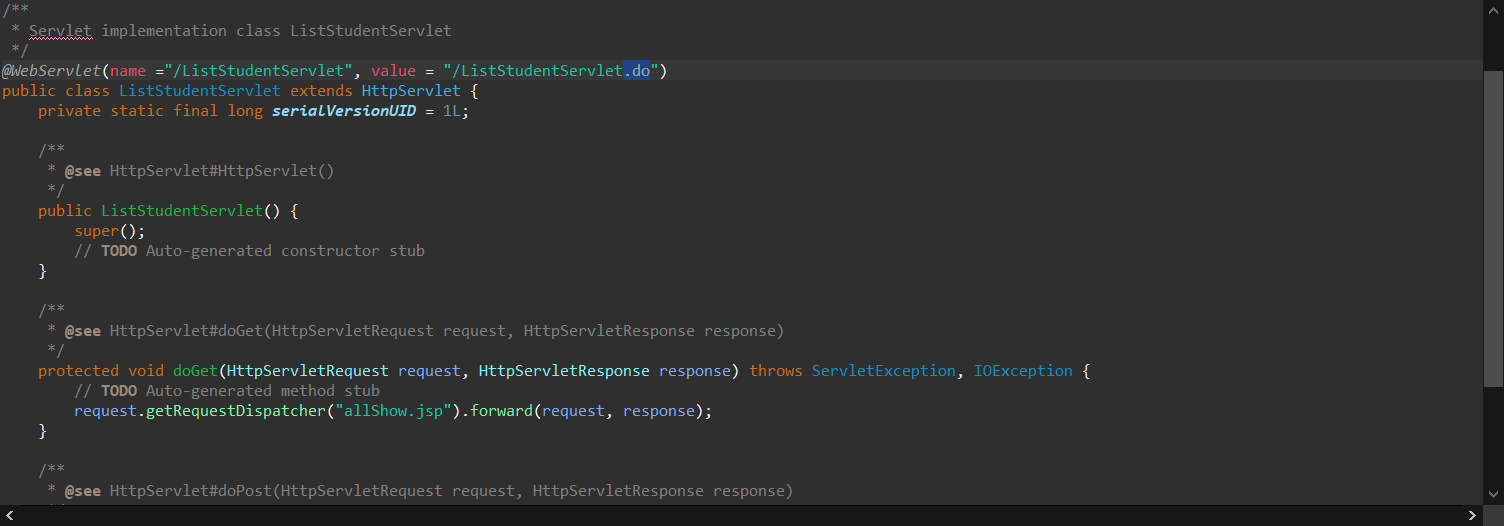 /**
 * Servlet implementation class ListStudentServlet
 */
@WebServlet(name ="/ListStudentServlet", value = "/ListStudentServlet.do")
public class ListStudentServlet extends HttpServlet {
    private static final long serialVersionUID = 1L;

    /**
     * @see HttpServlet#HttpServlet()
     */
    public ListStudentServlet() {
        super();
        // TODO Auto-generated constructor stub
    }

    /**
     * @see HttpServlet#doGet(HttpServletRequest request, HttpServletResponse response)
     */
    protected void doGet(HttpServletRequest request, HttpServletResponse response) throws ServletException, IOException {
        // TODO Auto-generated method stub
        request.getRequestDispatcher("allShow.jsp").forward(request, response);
    }

    /**
     * @see HttpServlet#doPost(HttpServletRequest request, HttpServletResponse response)